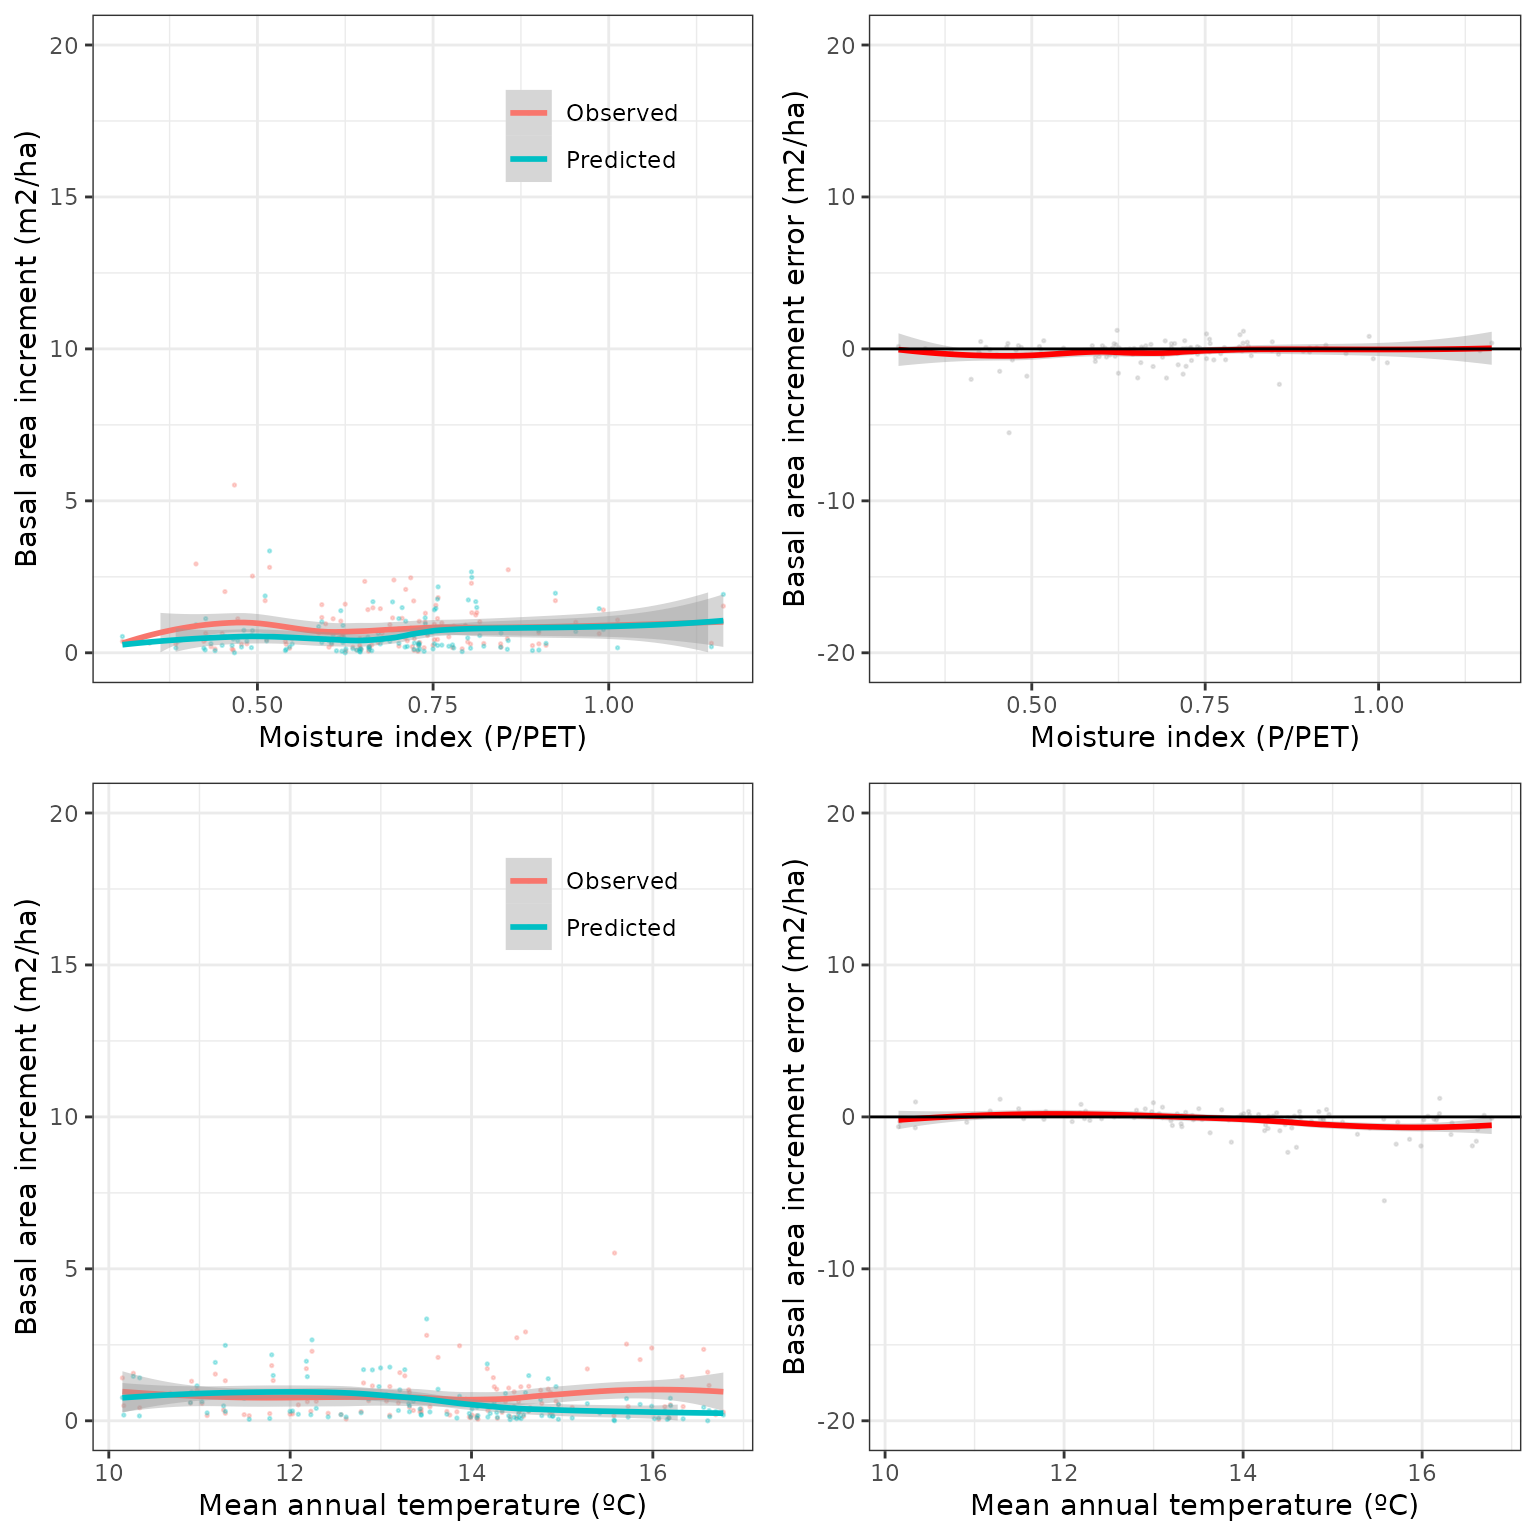 Basal area increment (m2/ha)
20
15
10
5
0
Observed
Predicted
0.50 0.75 1.00
Moisture index (P/PET)
Basal area increment error (m2/ha)
20
10
0
-10
-20
0.50 0.75 1.00
Moisture index (P/PET)
Basal area increment (m2/ha)
20
15
10
5
0
Observed
Predicted
10 12 14 16
Mean annual temperature (ºC)
Basal area increment error (m2/ha)
20
10
0
-10
-20
10 12 14 16
Mean annual temperature (ºC)